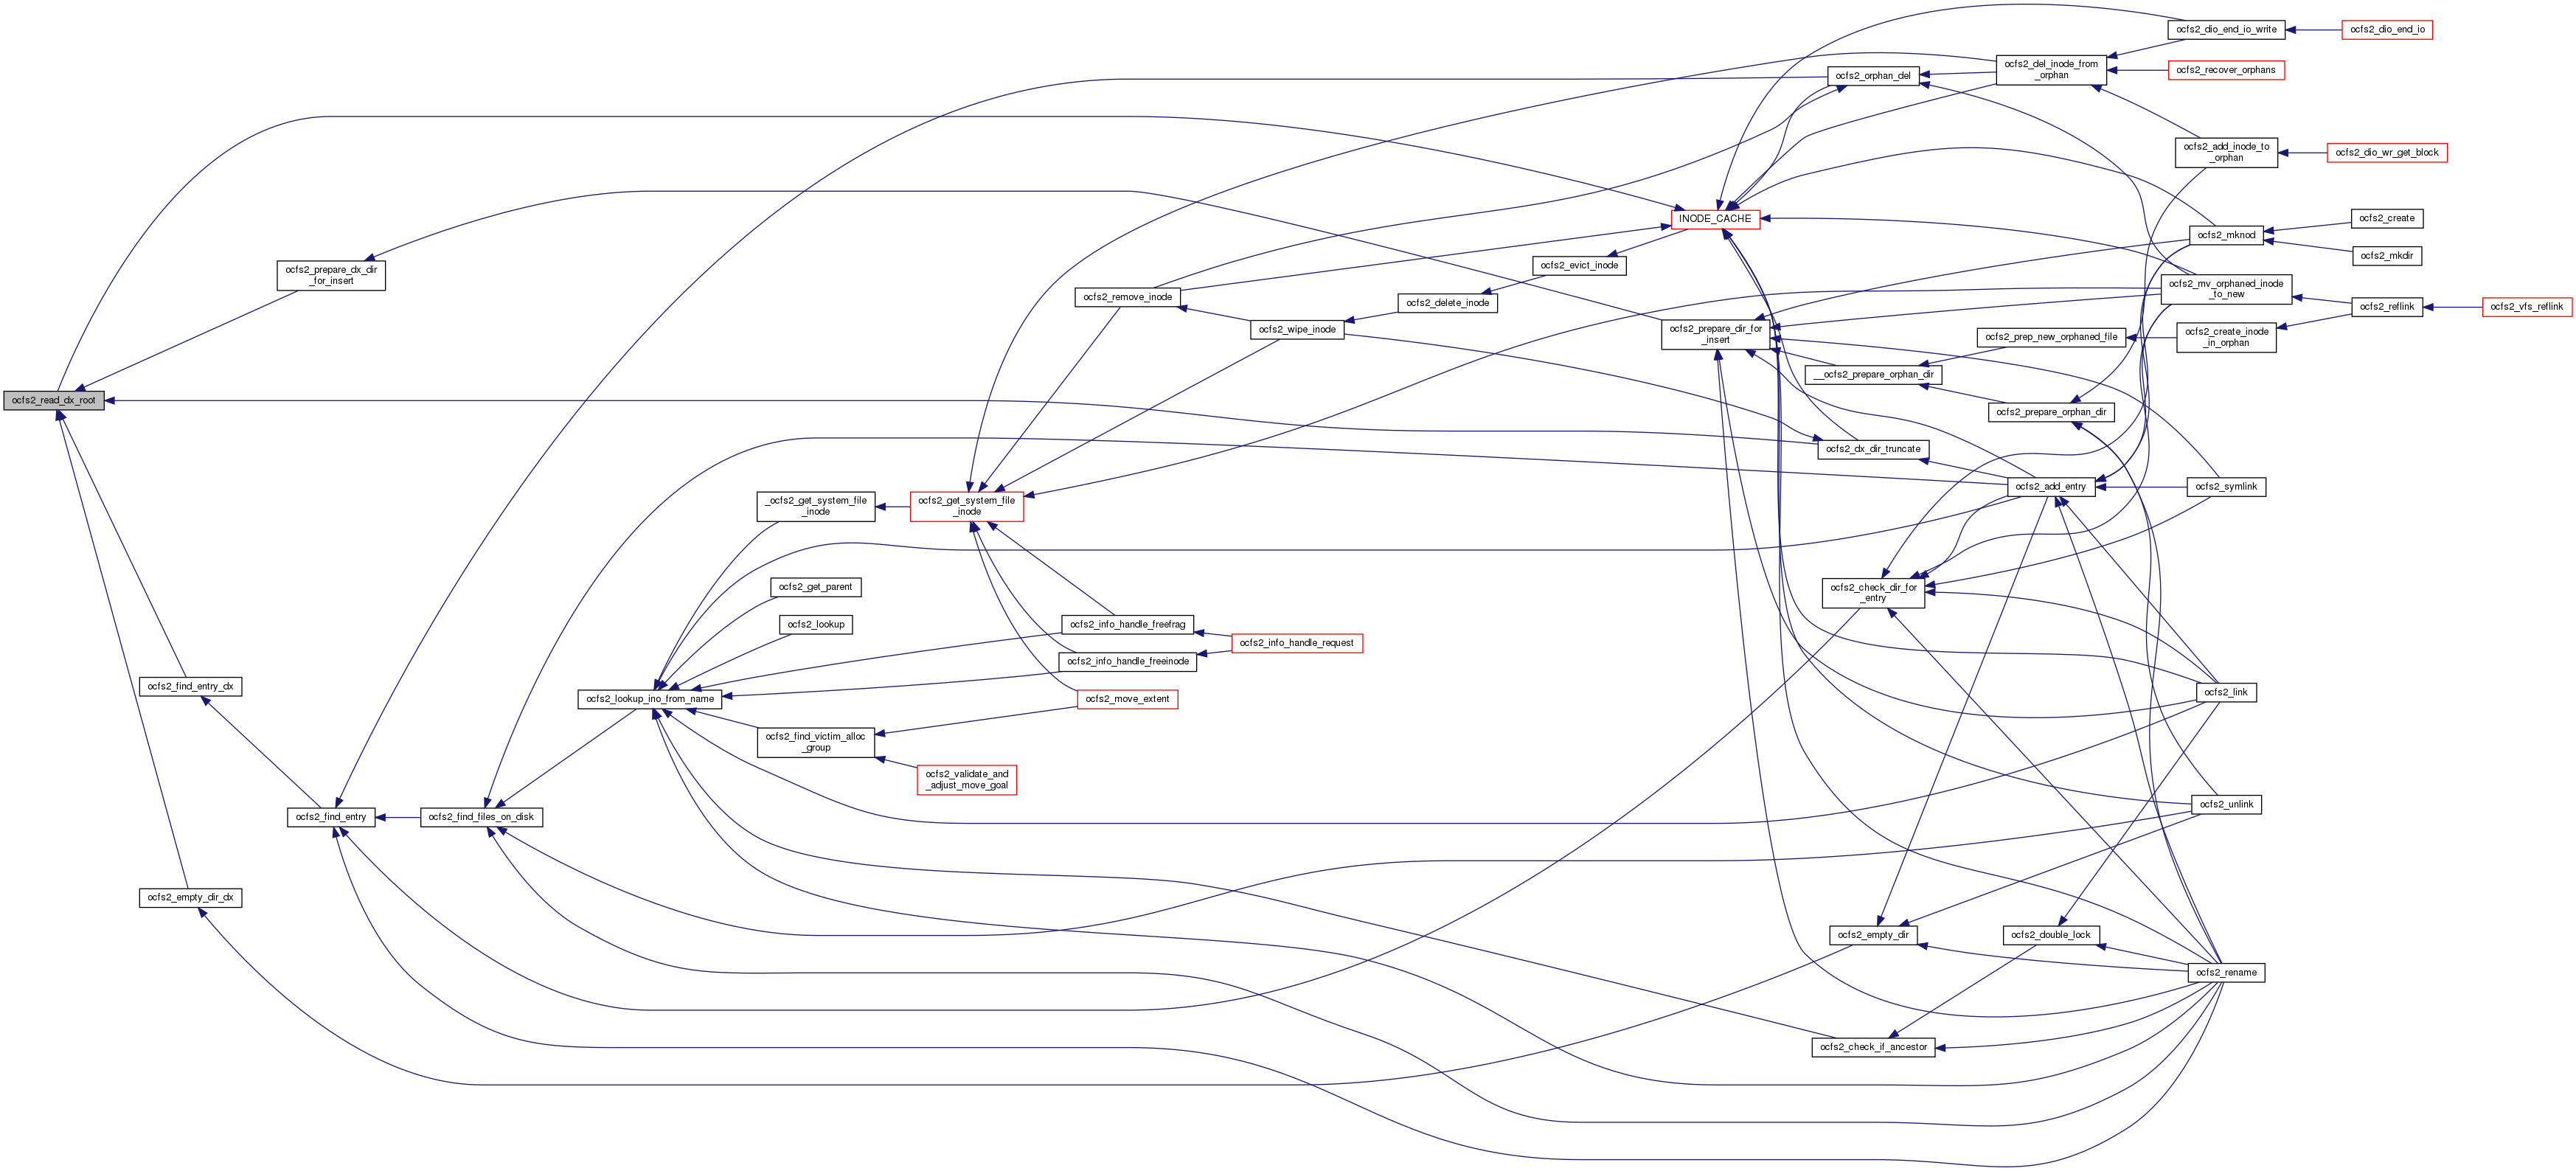 ocfs2_read_dx_root
ocfs2_prepare_dx_dir
_for_insert
ocfs2_find_entry_dx
ocfs2_empty_dir_dx
ocfs2_find_entry
ocfs2_find_files_on_disk
ocfs2_lookup_ino_from_name
_ocfs2_get_system_file
_inode
ocfs2_get_parent
ocfs2_lookup
ocfs2_find_victim_alloc
_group
ocfs2_get_system_file
_inode
ocfs2_validate_and
_adjust_move_goal
ocfs2_remove_inode
ocfs2_info_handle_freefrag
ocfs2_info_handle_freeinode
ocfs2_move_extent
ocfs2_wipe_inode
ocfs2_info_handle_request
ocfs2_delete_inode
ocfs2_evict_inode
INODE_CACHE
ocfs2_prepare_dir_for
_insert
ocfs2_orphan_del
__ocfs2_prepare_orphan_dir
ocfs2_dx_dir_truncate
ocfs2_check_dir_for
_entry
ocfs2_empty_dir
ocfs2_check_if_ancestor
ocfs2_del_inode_from
_orphan
ocfs2_prep_new_orphaned_file
ocfs2_prepare_orphan_dir
ocfs2_add_entry
ocfs2_double_lock
ocfs2_dio_end_io_write
ocfs2_recover_orphans
ocfs2_add_inode_to
_orphan
ocfs2_mknod
ocfs2_mv_orphaned_inode
_to_new
ocfs2_create_inode
_in_orphan
ocfs2_symlink
ocfs2_link
ocfs2_unlink
ocfs2_rename
ocfs2_dio_end_io
ocfs2_dio_wr_get_block
ocfs2_create
ocfs2_mkdir
ocfs2_reflink
ocfs2_vfs_reflink